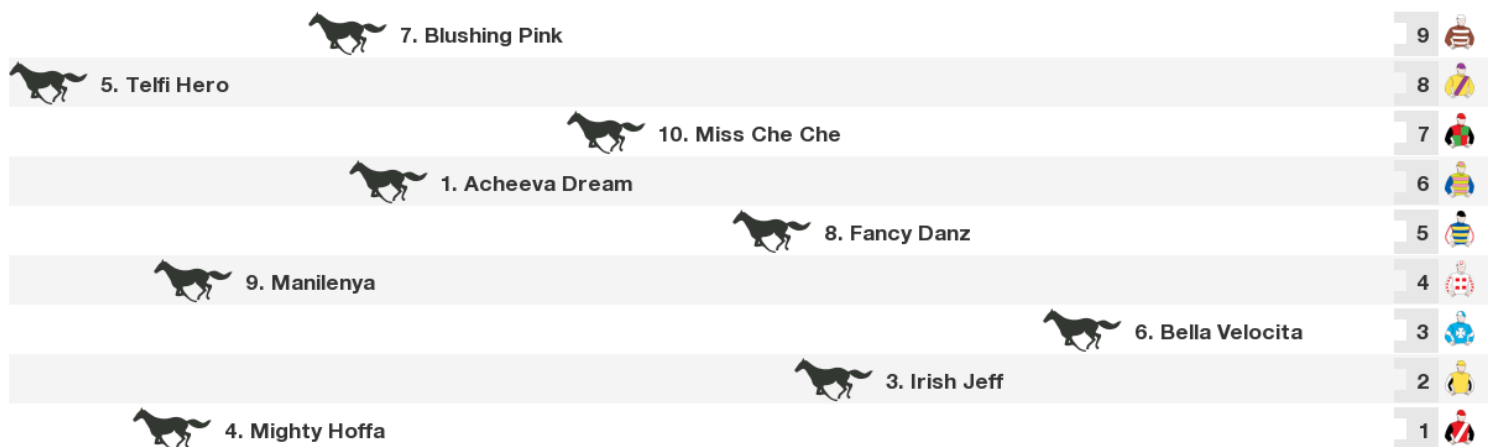 7. Blushing Pink 9
5. Telfi Hero 8
10. Miss Che Che 7
1. Acheeva Dream 6
8. Fancy Danz 5
9. Manilenya 4
6. Bella Velocita 3
3. Irish Jeff 2
4. Mighty Hoffa 1